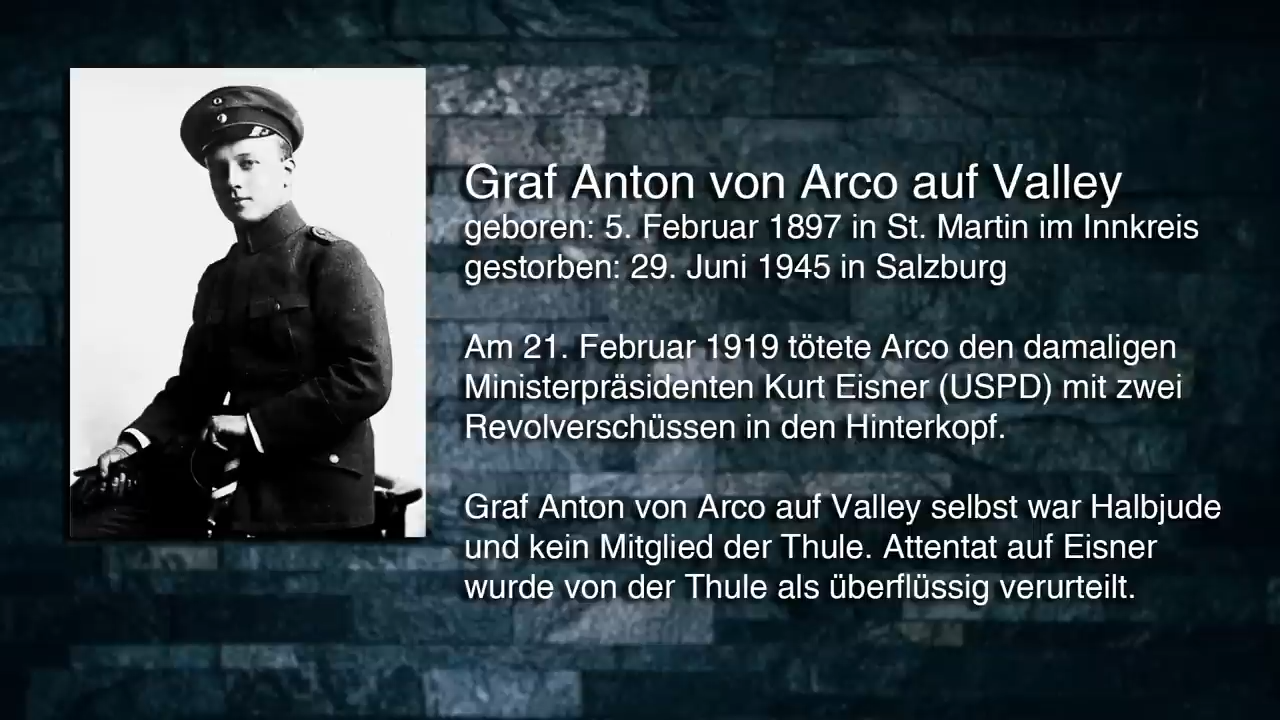 Graf Anton von Arco auf Valley
geboren: 5. Februar 1897 in St. Martin im Innkreis
gestorben: 29. Juni 1945 in Salzburg
Am 21. Februar 1919 tötete Arco den damaligen
Ministerpräsidenten Kurt Eisner (USPD) mit zwei
Revolverschüssen in den Hinterkopf.
Graf Anton von Arco auf Valley selbst war Halbjude
und kein Mitglied der Thule. Attentat auf Eisner
wurde von der Thule als überflüssig verurteilt.